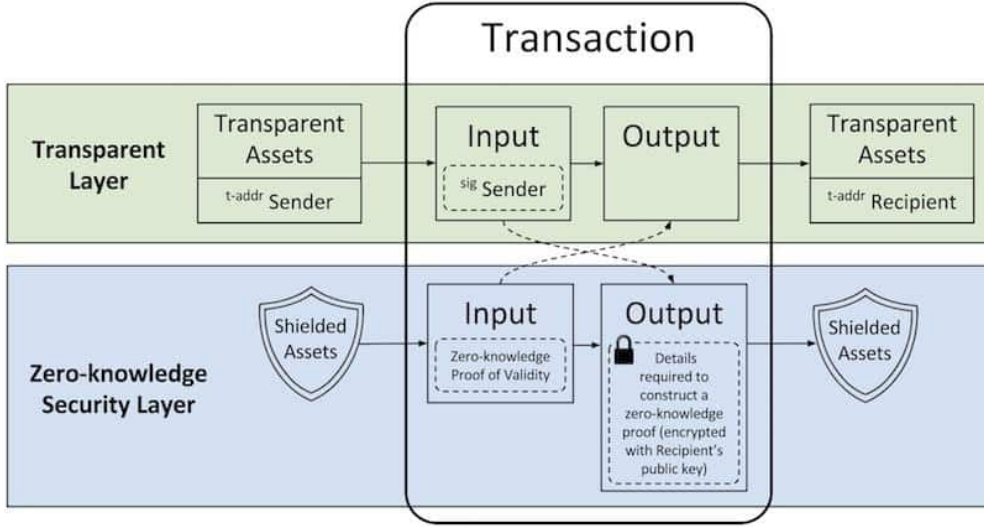 Transaction
Transparent
Layer
Transparent
Assets
t-addr Sender
Input
sig Sender
Output
Transparent
Assets
t-addr Recipient
Zero-knowledge
Security Layer
Shielded
Assets
Input
Zero-knowledge
Proof of Validity
Output
Details
required to
construct a
zero-knowledge
proof (encrypted
with Recipient's
public key)
Shielded
Assets